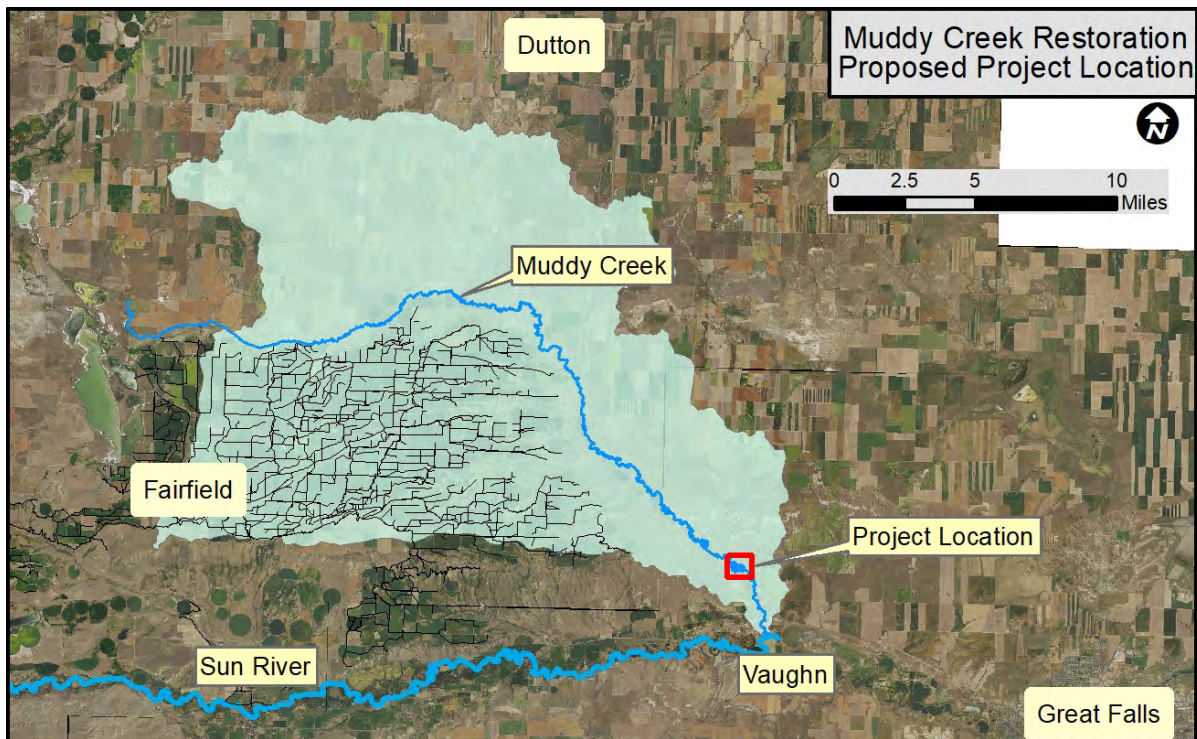 Dutton
Muddy Creek Restoration
Proposed Project Location
N
0 2.5 5 10
Miles
Muddy Creek
Fairfield
Project Location
Sun River
Vaughn
Great Falls